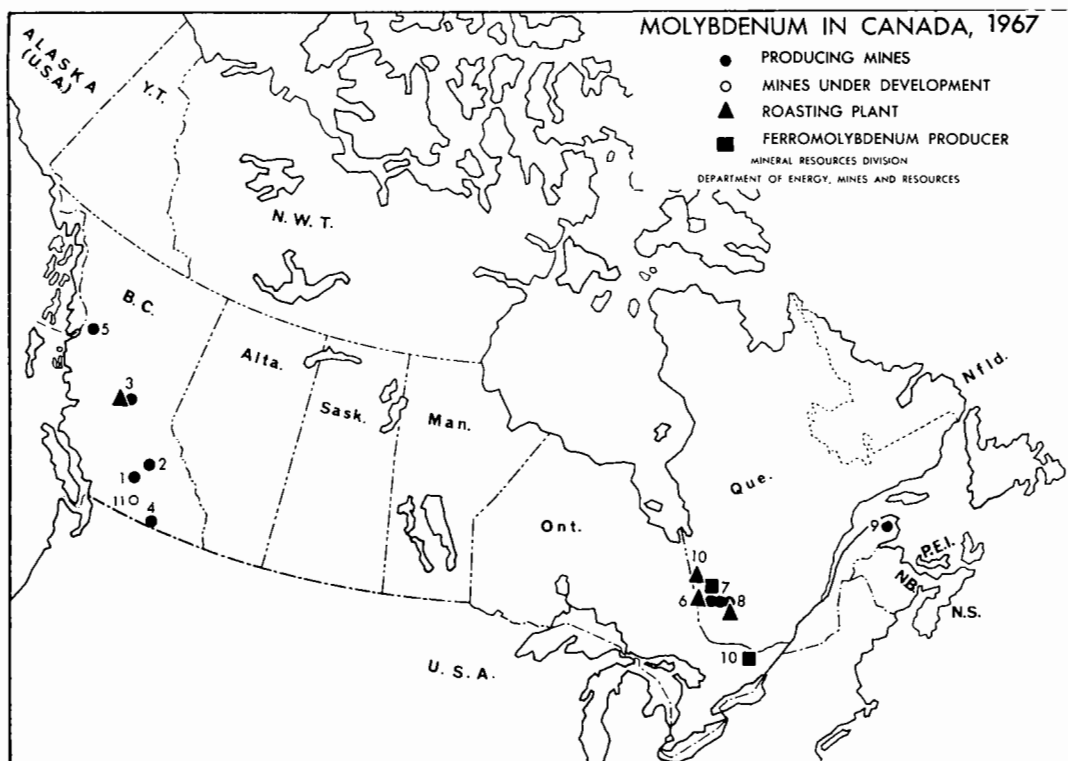 MOLYBDENUM IN CANADA, 1967
PRODUCING MINES
MINES UNDER DEVELOPMENT
ROASTING PLANT
FERROMOLYBDENUM PRODUCER
MINERAL RESOURCES DIVISION
DEPARTMENT OF ENERGY, MINES AND RESOURCES
ALASKA
(U.S.A.)
Y.T.
N.W.T.
B.C.
5
Alta.
3
Sask.
Man.
Nfld.
2
1
11
4
Ont.
Que.
9
P.E.I.
10
7
N.B.
6
8
N.S.
10
U.S.A.